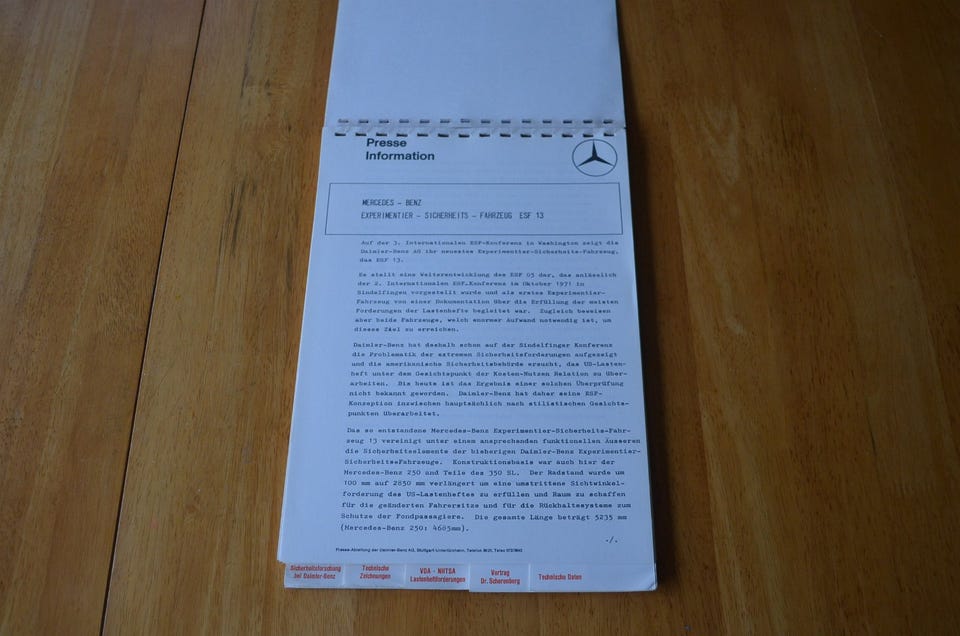 Presse
Information
MERCEDES - BENZ
EXPERIMENTIER - SICHERHEITS - FAHRZEUG ESF 13
Auf der 3. Internationalen ESF-Konferenz in Washington zeigt die
Daimler-Benz AG ihr neuestes Experimentier-Sicherheits-Fahrzeug,
das ESF 13.
Es stellt eine Weiterentwicklung des ESF 05 dar, das anlässlich
der 2. Internationalen ESF-Konferenz im Oktober 1971 in
Sindelfingen vorgestellt wurde und als erstes Experimentier-
Fahrzeug von einer Dokumentation über die Erfüllung der meisten
Forderungen der Lastenhefte begleitet war. Zugleich beweisen
aber beide Fahrzeuge, welch enormer Aufwand notwendig ist, um
dieses Ziel zu erreichen.
Daimler-Benz hat deshalb schon auf der Sindelfinger Konferenz
die Problematik der extremen Sicherheitsforderungen aufgezeigt
und die amerikanische Sicherheitsbehörde ersucht, das US-Lasten-
heft unter dem Gesichtspunkt der Kosten-Nutzen Relation zu über-
arbeiten. Bis heute ist das Ergebnis einer solchen Überprüfung
nicht bekannt geworden. Daimler-Benz hat daher seine ESF-
Konzeption inzwischen hauptsächlich nach stilistischen Gesichts-
punkten überarbeitet.
Das so entstandene Mercedes-Benz Experimentier-Sicherheits-Fahr-
zeug 13 vereinigt unter einem ansprechenden funktionellen Äusseren
die Sicherheitselemente der bisherigen Daimler-Benz Experimentier-
Sicherheits-Fahrzeuge. Konstruktionsbasis war auch hier der
Mercedes-Benz 250 und Teile des 350 SL. Der Radstand wurde um
100 mm auf 2850 mm verlängert um eine umstrittene Sichtwinkel-
forderung des US-Lastenheftes zu erfüllen und Raum zu schaffen
für die geänderten Fahrersitze und für die Rückhaltesysteme zum
Schutze der Fondpassagiere. Die gesamte Länge beträgt 5235 mm
(Mercedes-Benz 250: 4685mm).
./.
Presse-Abteilung der Daimler-Benz AG, Stuttgart-Untertürkheim, Telefon
Sicherheitsforschung
bei Daimler-Benz
Technische
Zeichnungen
VDA - NHTSA
Lastenheftforderungen
Vortrag
Dr. Scherenberg
Technische Daten